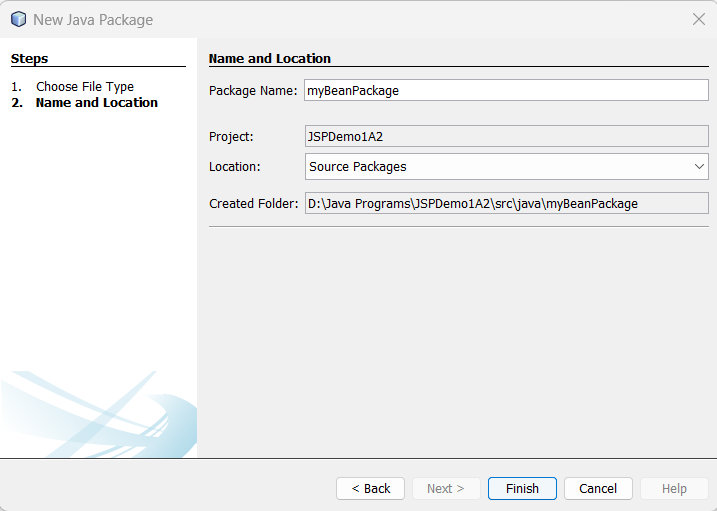 New Java Package
Steps
1. Choose File Type
2. Name and Location
Name and Location
Package Name: myBeanPackage
Project: JSPDemo1A2
Location: Source Packages
Created Folder: D:\Java Programs\JSPDemo1A2\src\java\myBeanPackage
< Back Next > Finish Cancel Help